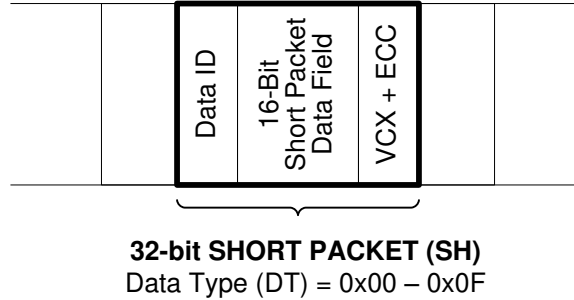 Data ID
16-Bit
Short Packet
Data Field
VCX + ECC
32-bit SHORT PACKET (SH)
Data Type (DT) = 0x00 – 0x0F